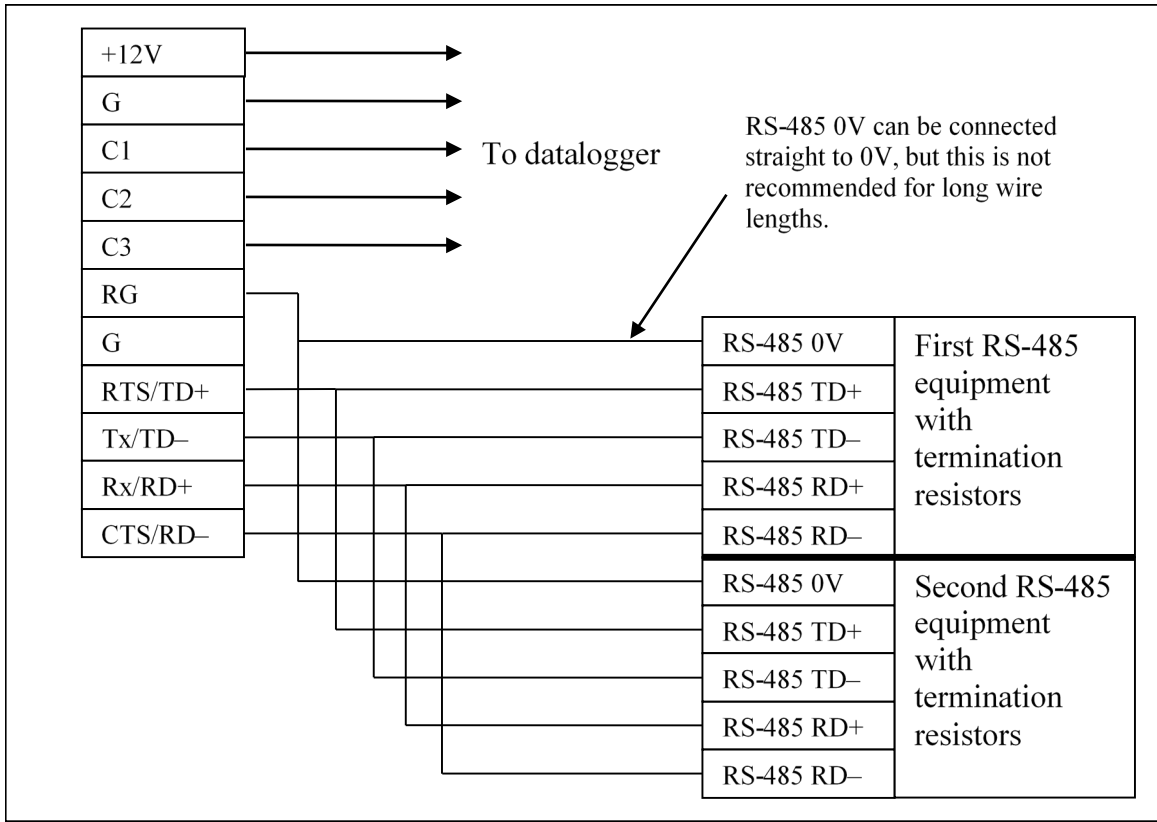 +12V
G
C1
C2
C3
RG
G
RTS/TD+
Tx/TD–
Rx/RD+
CTS/RD–
To datalogger
RS-485 0V can be connected
straight to 0V, but this is not
recommended for long wire
lengths.
RS-485 0V
RS-485 TD+
RS-485 TD–
RS-485 RD+
RS-485 RD–
First RS-485
equipment
with
termination
resistors
RS-485 0V
RS-485 TD+
RS-485 TD–
RS-485 RD+
RS-485 RD–
Second RS-485
equipment
with
termination
resistors